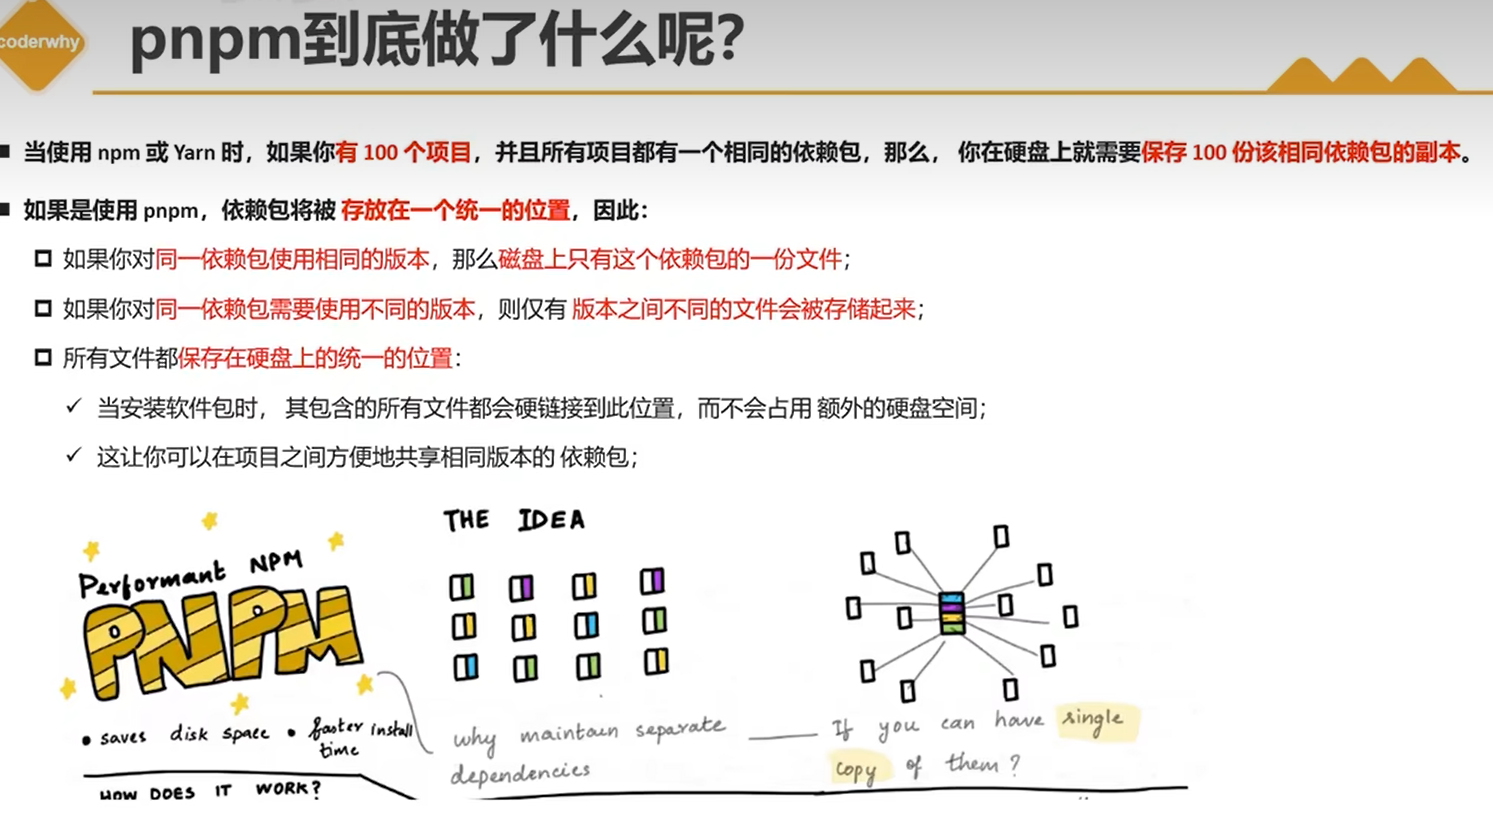 coderwhy
pnpm到底做了什么呢？
当使用 npm 或 Yarn 时，如果你有 100 个项目，并且所有项目都有一个相同的依赖包，那么， 你在硬盘上就需要保存 100 份该相同依赖包的副本。
如果是使用 pnpm，依赖包将被 存放在一个统一的位置，因此：
如果你对同一依赖包使用相同的版本，那么磁盘上只有这个依赖包的一份文件；
如果你对同一依赖包需要使用不同的版本，则仅有 版本之间不同的文件会被存储起来；
所有文件都保存在硬盘上的统一的位置：
当安装软件包时， 其包含的所有文件都会硬链接到此位置，而不会占用 额外的硬盘空间；
这让你可以在项目之间方便地共享相同版本的 依赖包；
Performant NPM
PNPM
• saves disk space • faster install
time
HOW DOES IT WORK?
THE IDEA
why maintain separate
dependencies
If you can have single
copy of them?